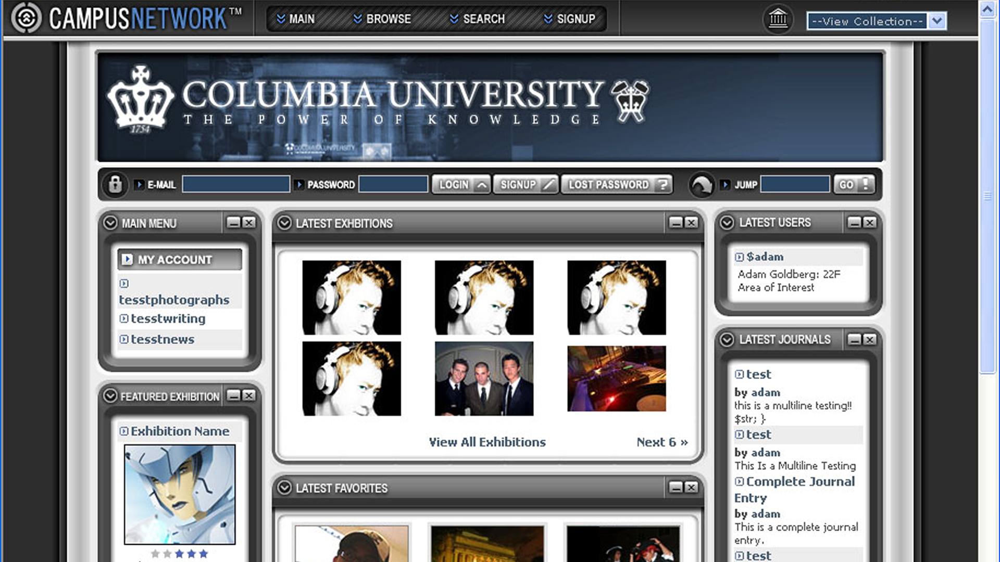 CAMPUSNETWORK™
MAIN
BROWSE
SEARCH
SIGNUP
--View Collection--
COLUMBIA UNIVERSITY
THE POWER OF KNOWLEDGE
1754
COLUMBIA UNIVERSITY
E-MAIL
PASSWORD
LOGIN
SIGNUP
LOST PASSWORD ?
JUMP
GO !
MAIN MENU
MY ACCOUNT
tesstphotographs
tesstwriting
tesstnews
FEATURED EXHIBITION
Exhibition Name
LATEST EXHBITIONS
View All Exhibitions
Next 6 »
LATEST FAVORITES
LATEST USERS
$adam
Adam Goldberg: 22F
Area of Interest
LATEST JOURNALS
test
by adam
this is a multiline testing!!
$str; }
test
by adam
This Is a Multiline Testing
Complete Journal
Entry
by adam
This is a complete journal
entry.
test